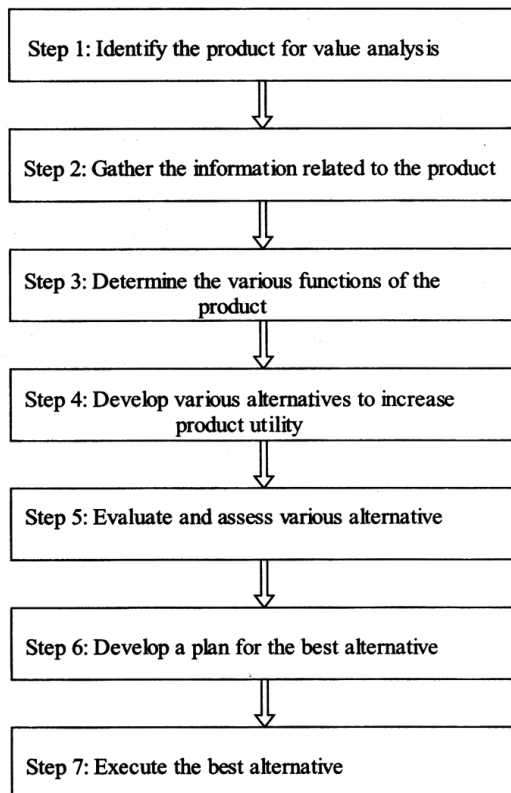 Step 1: Identify the product for value analysis
Step 2: Gather the information related to the product
Step 3: Determine the various functions of the
product
Step 4: Develop various alternatives to increase
product utility
Step 5: Evaluate and assess various alternative
Step 6: Develop a plan for the best alternative
Step 7: Execute the best alternative